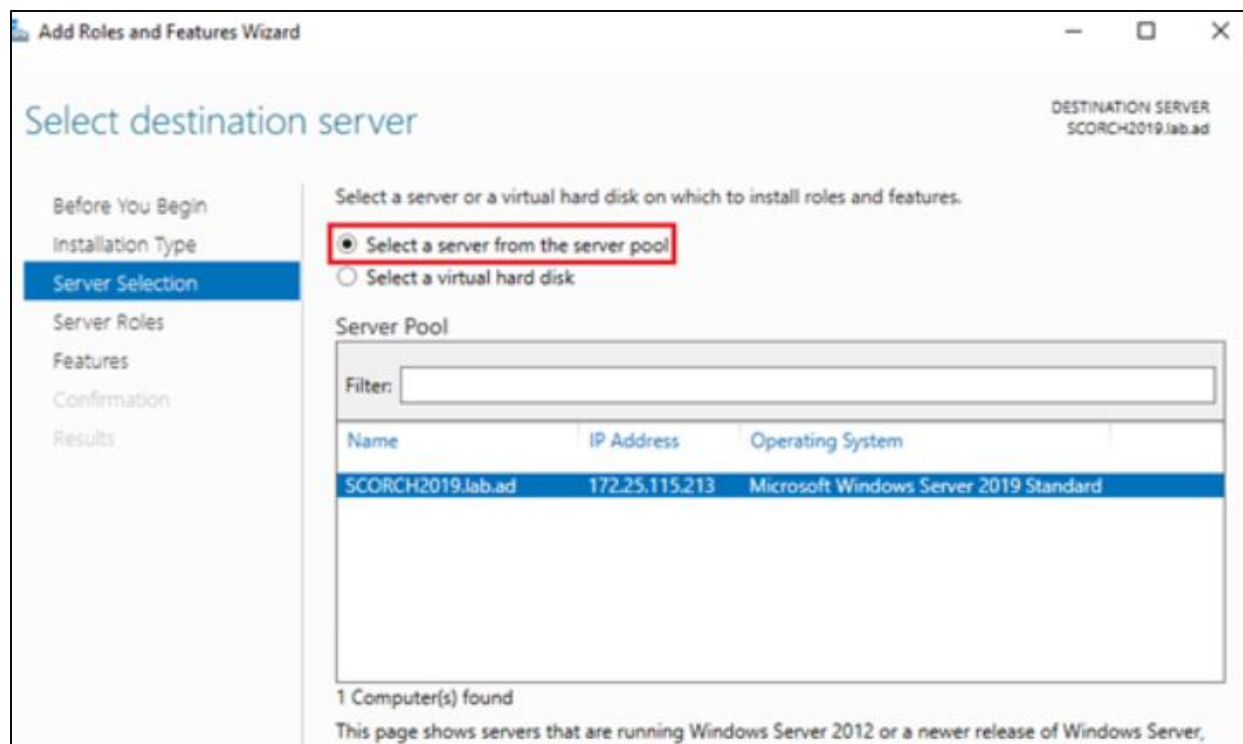 Add Roles and Features Wizard
Select destination server
DESTINATION SERVER
SCORCH2019.lab.ad
Before You Begin
Installation Type
Server Selection
Server Roles
Features
Confirmation
Results
Select a server or a virtual hard disk on which to install roles and features.
Select a server from the server pool
Select a virtual hard disk
Server Pool
Filter:
Name IP Address Operating System
SCORCH2019.lab.ad 172.25.115.213 Microsoft Windows Server 2019 Standard
1 Computer(s) found
This page shows servers that are running Windows Server 2012 or a newer release of Windows Server,